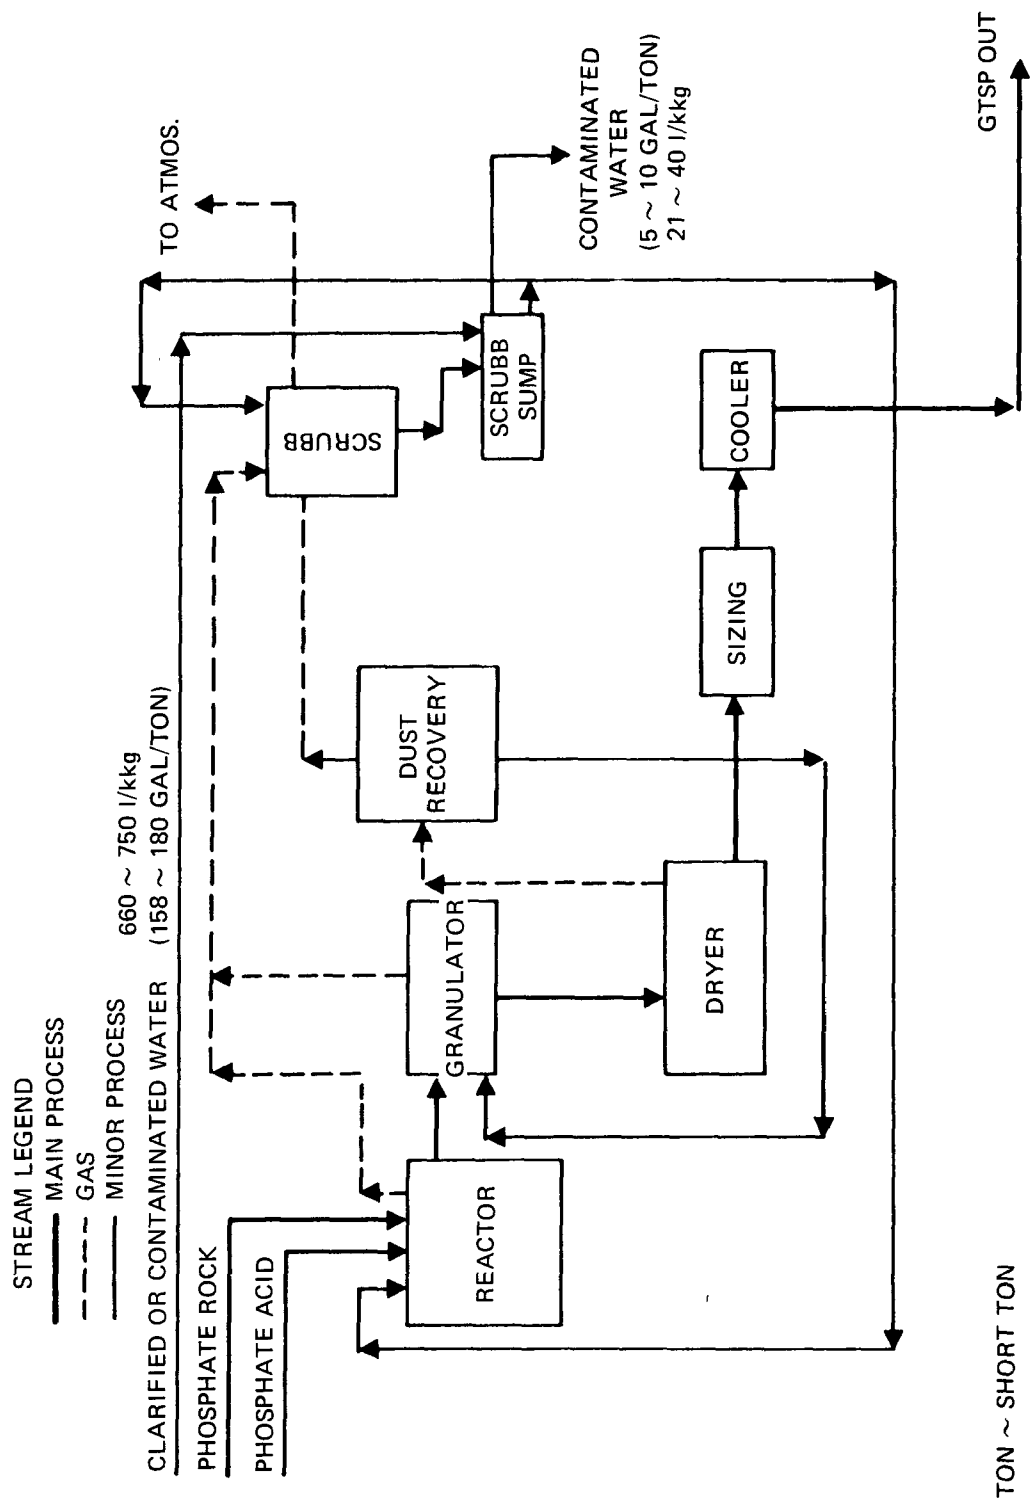 STREAM LEGEND
MAIN PROCESS
GAS
MINOR PROCESS
CLARIFIED OR CONTAMINATED WATER
660 ~ 750 l/kkg
(158 ~ 180 GAL/TON)
PHOSPHATE ROCK
PHOSPHATE ACID
REACTOR
GRANULATOR
DRYER
DUST
RECOVERY
SIZING
COOLER
SCRUBB
SCRUBB
SUMP
TO ATMOS.
CONTAMINATED
WATER
(5 ~ 10 GAL/TON)
21 ~ 40 l/kkg
GTSP OUT
TON ~ SHORT TON